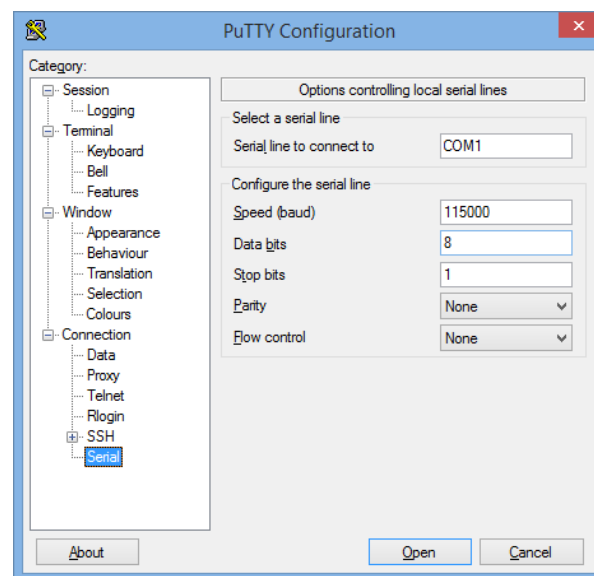 PuTTY Configuration
Category:
Session
Logging
Terminal
Keyboard
Bell
Features
Window
Appearance
Behaviour
Translation
Selection
Colours
Connection
Data
Proxy
Telnet
Rlogin
SSH
Serial
Options controlling local serial lines
Select a serial line
Serial line to connect to COM1
Configure the serial line
Speed (baud) 115000
Data bits 8
Stop bits 1
Parity None
Flow control None
About Open Cancel